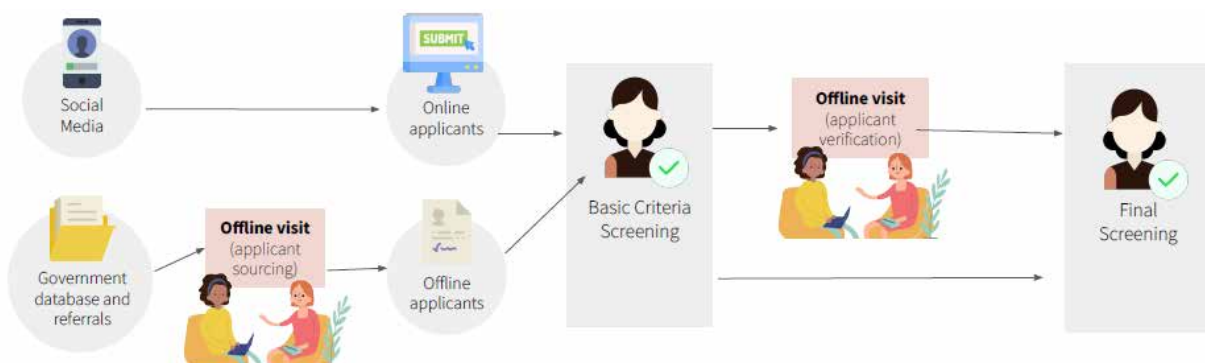 SUBMIT
Social
Media
Online
applicants
Government
database and
referrals
Offline visit
(applicant
sourcing)
Offline
applicants
Basic Criteria
Screening
Offline visit
(applicant
verification)
Final
Screening